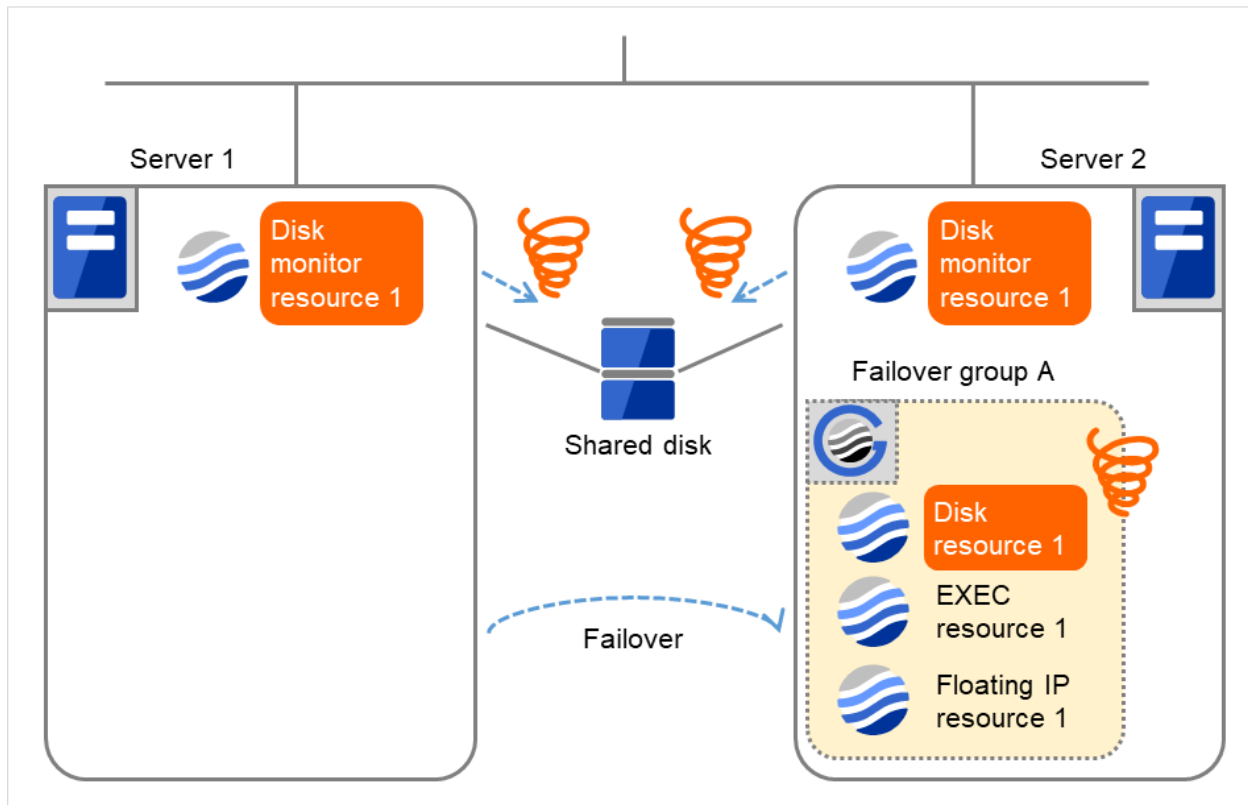 Server 1
Server 2
Disk
monitor
resource 1
Disk
monitor
resource 1
Shared disk
Failover group A
G
Disk
resource 1
EXEC
resource 1
Floating IP
resource 1
Failover